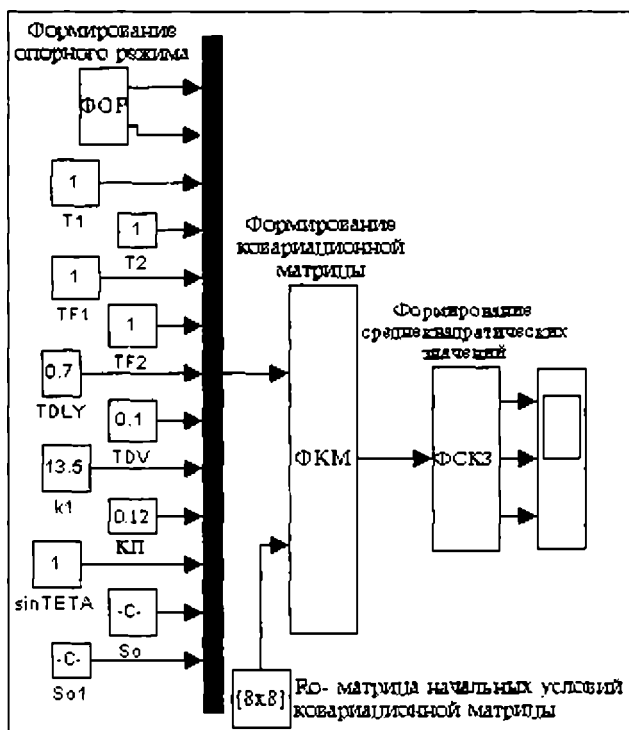 Формирование
опорного режима
ФОР
1
T1
1
T2
Формирование
ковариационной
матрицы
1
TF1
1
TF2
Формирование
среднеквадратических
значений
0.7
TDLY
0.1
TDV
ФКМ
ФСКЗ
13.5
k1
0.12
КП
1
sinTETA
-C-
So
-C-
So1
[8x8]
Ro- матрица начальных условий
ковариационной матрицы